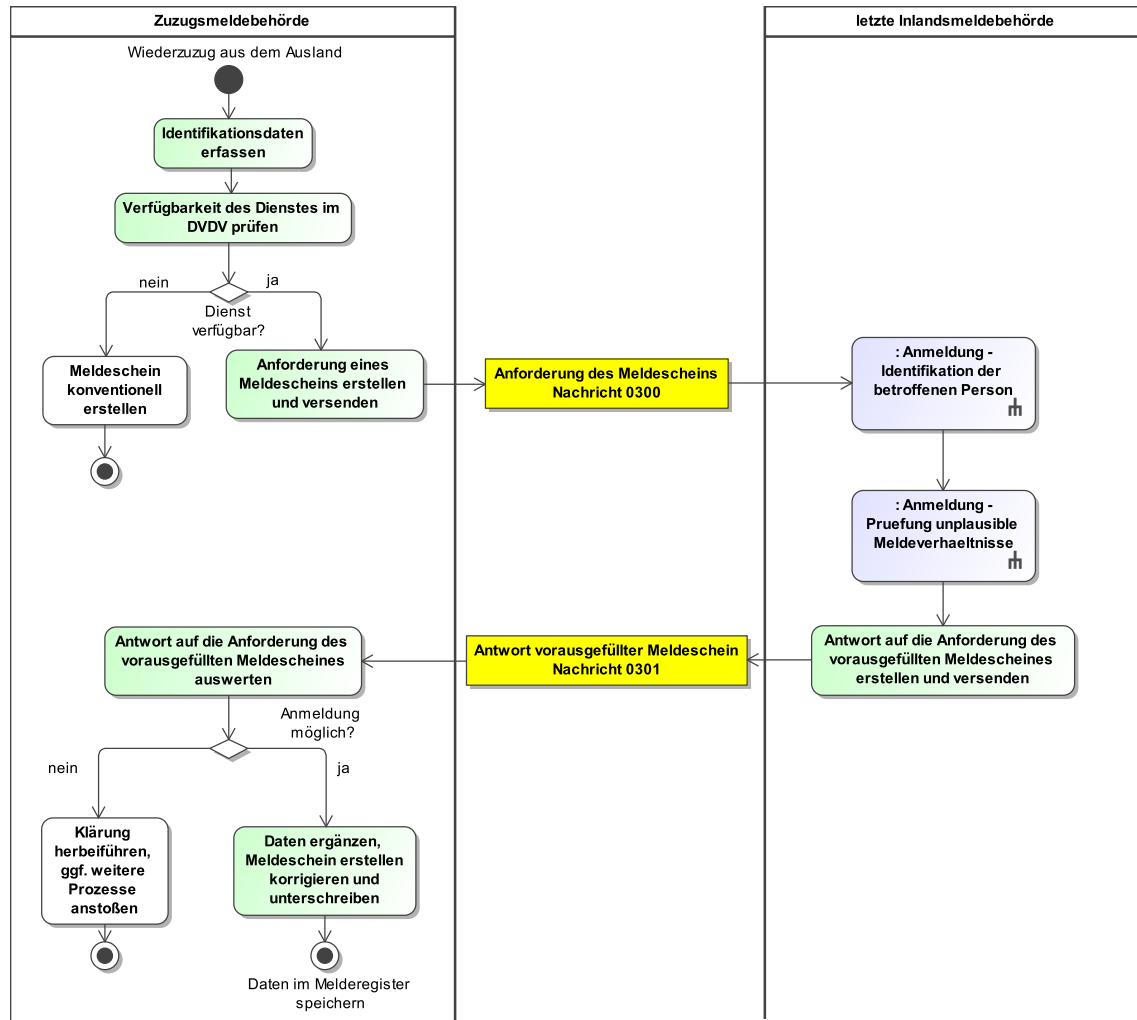 Zuzugsmeldebehörde
letzte Inlandsmeldebehörde
Wiederzuzug aus dem Ausland
Identifikationsdaten
erfassen
Verfügbarkeit des Dienstes im
DVDV prüfen
nein
ja
Dienst
verfügbar?
Meldeschein
konventionell
erstellen
Anforderung eines
Meldescheins erstellen
und versenden
Anforderung des Meldescheins
Nachricht 0300
: Anmeldung -
Identifikation der
betroffenen Person
: Anmeldung -
Pruefung unplausible
Meldeverhaeltnisse
Antwort auf die Anforderung des
vorausgefüllten Meldescheines
erstellen und versenden
Antwort vorausgefüllter Meldeschein
Nachricht 0301
Antwort auf die Anforderung des
vorausgefüllten Meldescheines
auswerten
Anmeldung
möglich?
nein
ja
Klärung
herbeiführen,
ggf. weitere
Prozesse
anstoßen
Daten ergänzen,
Meldeschein erstellen
korrigieren und
unterschreiben
Daten im Melderegister
speichern